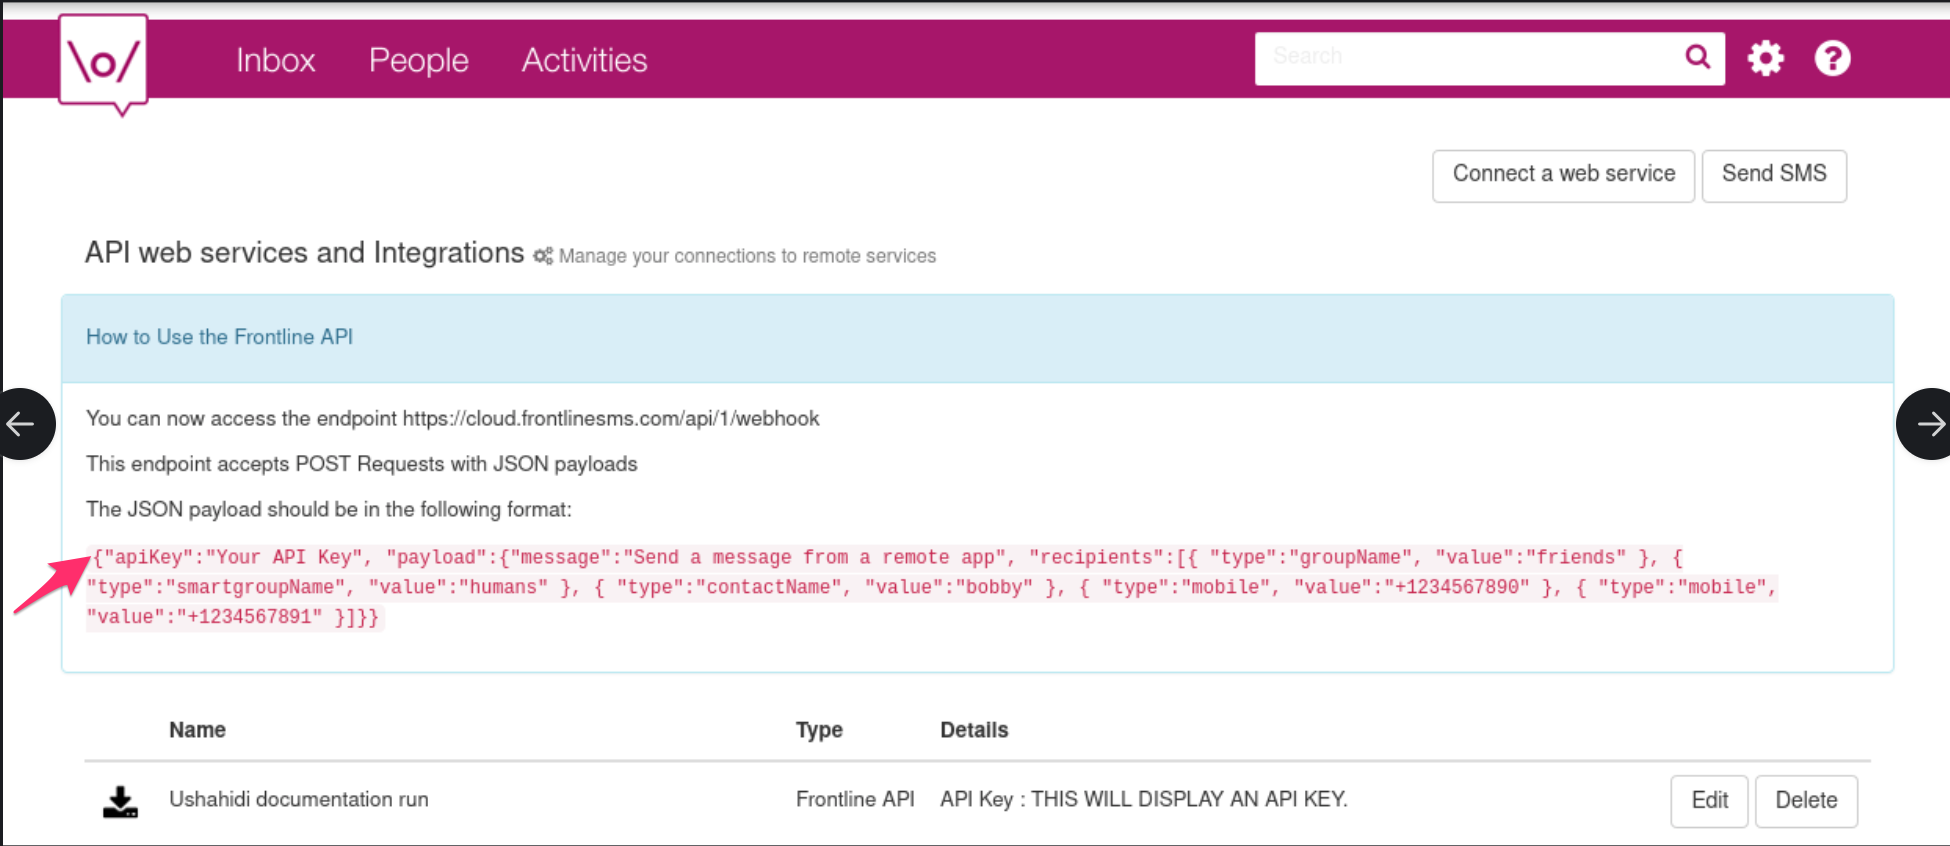 \o/
Inbox People Activities Search
Connect a web service Send SMS
API web services and Integrations Manage your connections to remote services
How to Use the Frontline API
You can now access the endpoint https://cloud.frontlinesms.com/api/1/webhook
This endpoint accepts POST Requests with JSON payloads
The JSON payload should be in the following format:
{"apiKey":"Your API Key", "payload":{"message":"Send a message from a remote app", "recipients":[{ "type":"groupName", "value":"friends" }, {
"type":"smartgroupName", "value":"humans" }, { "type":"contactName", "value":"bobby" }, { "type":"mobile", "value":"+1234567890" }, { "type":"mobile",
"value":"+1234567891" }]}}
Name Type Details
Ushahidi documentation run Frontline API API Key : THIS WILL DISPLAY AN API KEY. Edit Delete